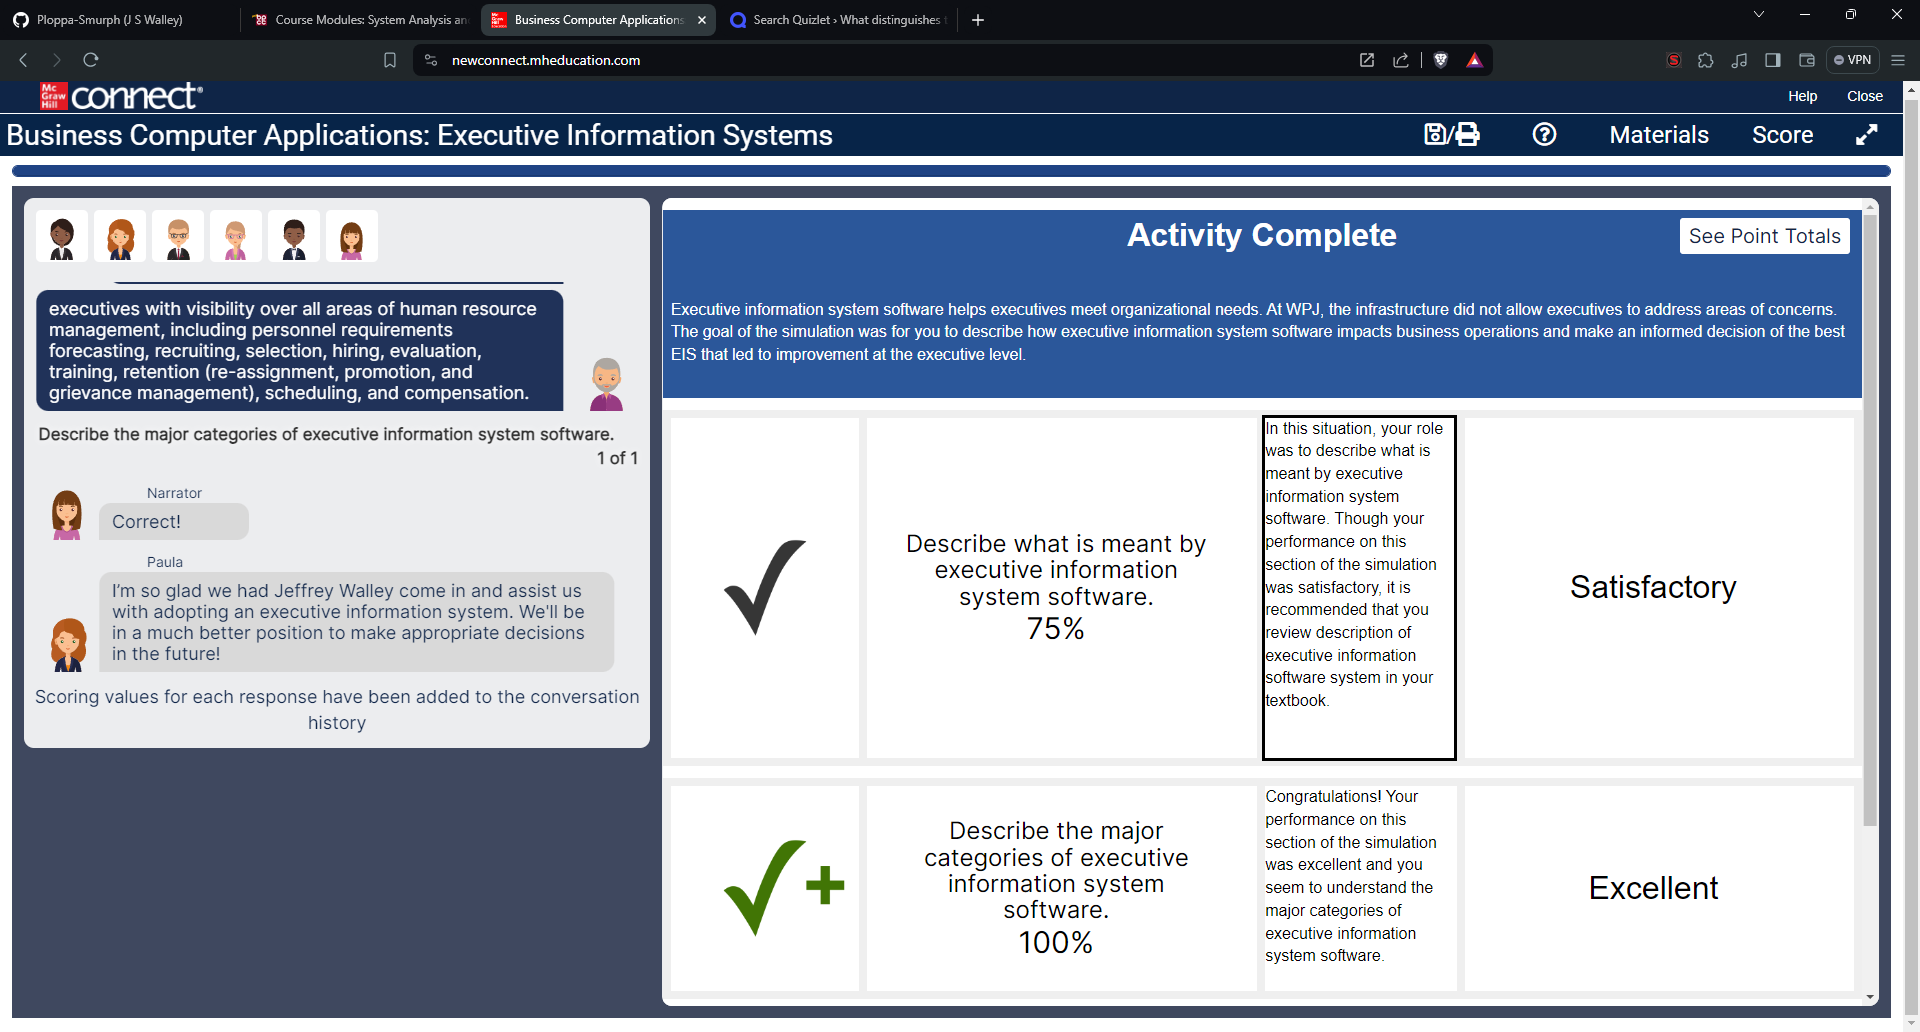 Ploppa-Smurph (J S Walley)
Course Modules: System Analysis an
Business Computer Applications:
Search Quizlet › What distinguishes t
newconnect.mheducation.com
VPN
Mc
Graw
Hill
connect
Help
Close
Business Computer Applications: Executive Information Systems
Materials
Score
executives with visibility over all areas of human resource
management, including personnel requirements
forecasting, recruiting, selection, hiring, evaluation,
training, retention (re-assignment, promotion, and
grievance management), scheduling, and compensation.
Describe the major categories of executive information system software.
1 of 1
Narrator
Correct!
Paula
I'm so glad we had Jeffrey Walley come in and assist us
with adopting an executive information system. We'll be
in a much better position to make appropriate decisions
in the future!
Scoring values for each response have been added to the conversation
history
Activity Complete
See Point Totals
Executive information system software helps executives meet organizational needs. At WPJ, the infrastructure did not allow executives to address areas of concerns.
The goal of the simulation was for you to describe how executive information system software impacts business operations and make an informed decision of the best
EIS that led to improvement at the executive level.
Describe what is meant by
executive information
system software.
75%
In this situation, your role
was to describe what is
meant by executive
information system
software. Though your
performance on this
section of the simulation
was satisfactory, it is
recommended that you
review description of
executive information
software system in your
textbook.
Satisfactory
Describe the major
categories of executive
information system
software.
100%
Congratulations! Your
performance on this
section of the simulation
was excellent and you
seem to understand the
major categories of
executive information
system software.
Excellent